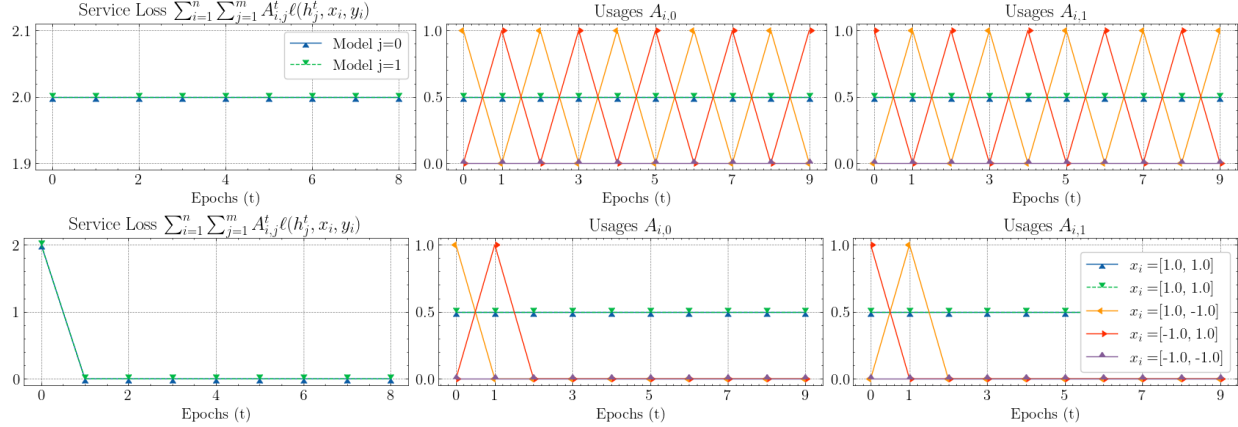 Service Loss $\sum_{i=1}^{n} \sum_{j=1}^{m} A_{i,j}^{t} \ell(h_j^t, x_i, y_i)$
2.1
2.0
1.9
Model j=0
Model j=1
0 2 4 6 8
Epochs (t)
Usages $A_{i,0}$
1.0
0.5
0.0
0 1 3 5 7 9
Epochs (t)
Usages $A_{i,1}$
1.0
0.5
0.0
0 1 3 5 7 9
Epochs (t)
Service Loss $\sum_{i=1}^{n} \sum_{j=1}^{m} A_{i,j}^{t} \ell(h_j^t, x_i, y_i)$
2
1
0
0 2 4 6 8
Epochs (t)
Usages $A_{i,0}$
1.0
0.5
0.0
0 1 3 5 7 9
Epochs (t)
Usages $A_{i,1}$
1.0
0.5
0.0
$x_i$ =[1.0, 1.0]
$x_i$ =[1.0, 1.0]
$x_i$ =[1.0, -1.0]
$x_i$ =[-1.0, 1.0]
$x_i$ =[-1.0, -1.0]
0 1 3 5 7 9
Epochs (t)